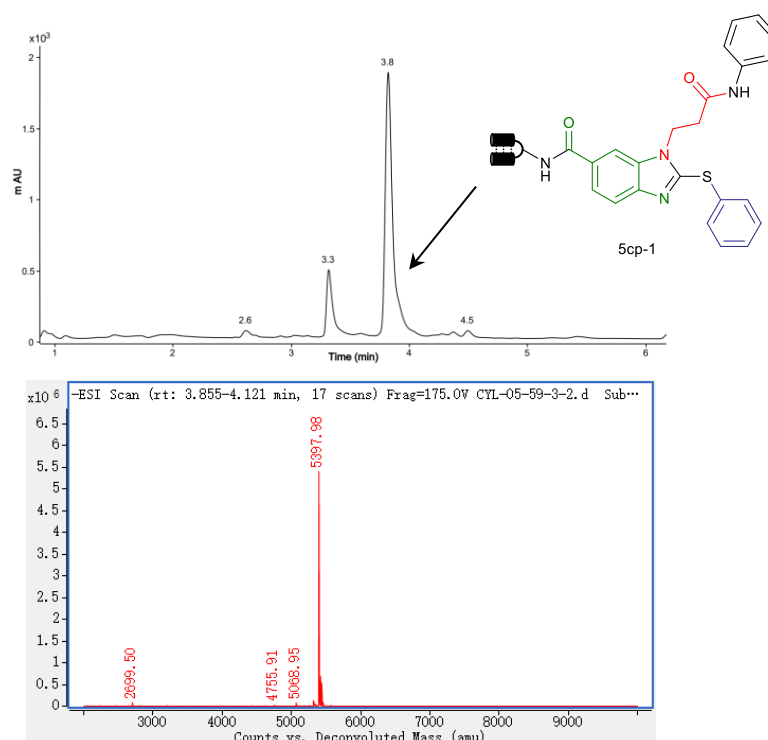 x10³
2
1.5
1
0.5
0
m AU
2.6
3.3
3.8
4.5
1 2 3 4 5 6
Time (min)
O
NH
O
N
H
N
N
S
5cp-1
x10 6
-ESI Scan (rt: 3.855-4.121 min, 17 scans) Frag=175.0V CYL-05-59-3-2.d Sub…
6.5
6
5.5
5
4.5
4
3.5
3
2.5
2
1.5
1
0.5
0
2699.50
4755.91
5068.95
5397.98
3000 4000 5000 6000 7000 8000 9000
Counts vs. Deconvoluted Mass (amu)